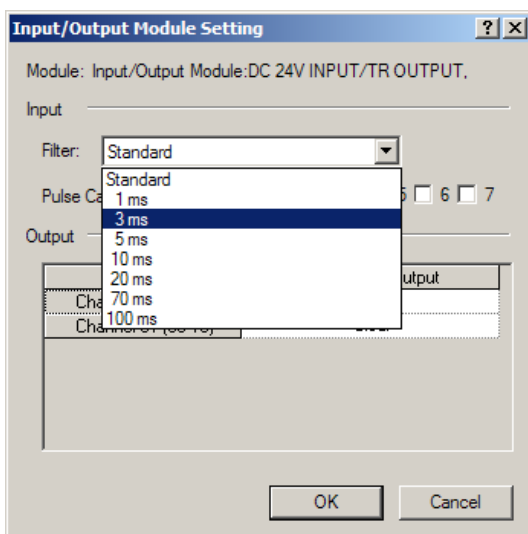 Input/Output Module Setting
Module: Input/Output Module:DC 24V INPUT/TR OUTPUT,
Input
Filter: Standard
Standard
1 ms
Pulse Ca 6 7
3 ms
Output
5 ms
10 ms
20 ms
70 ms
100 ms
utput
Cha
Channel
OK Cancel